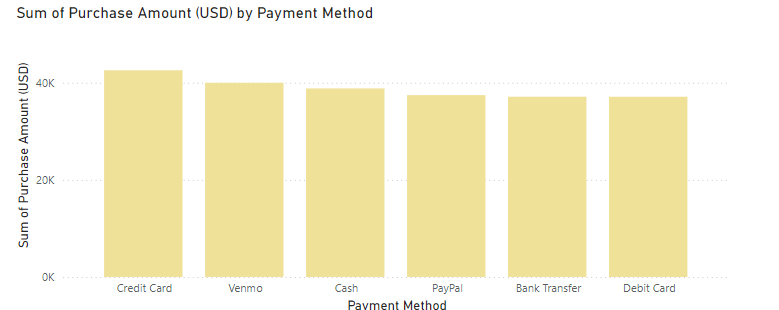 Sum of Purchase Amount (USD) by Payment Method
Sum of Purchase Amount (USD)
40K
20K
0K
Credit Card Venmo Cash PayPal Bank Transfer Debit Card
Payment Method